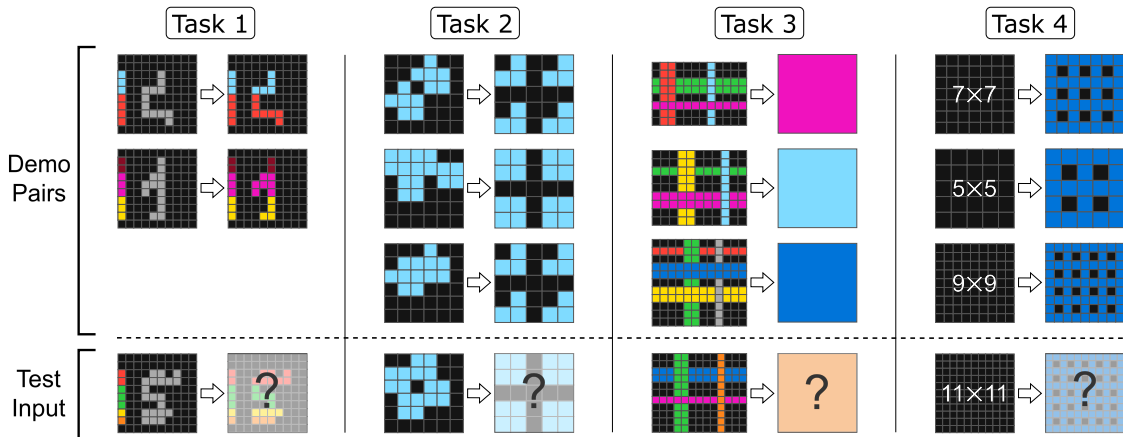 Task 1
Task 2
Task 3
Task 4
Demo
Pairs
7×7
5×5
9×9
Test
Input
?
?
?
11×11
?